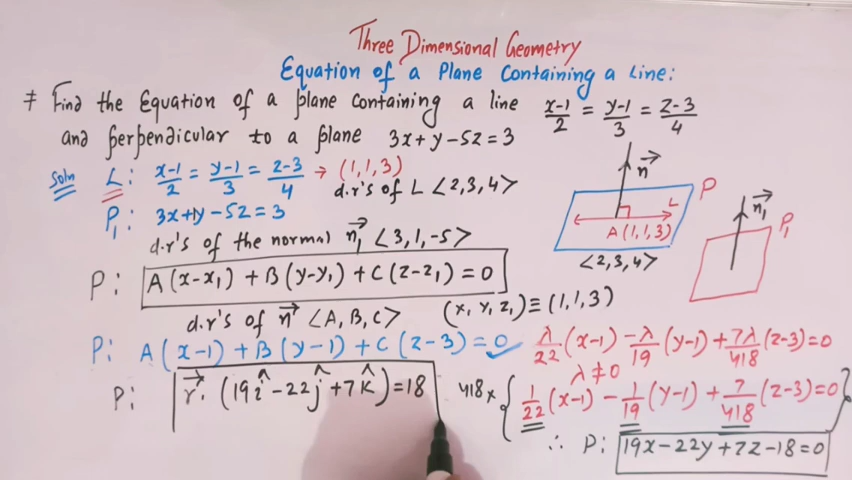 Three Dimensional Geometry
Equation of a Plane Containing a Line:
# Find the Equation of a plane containing a line (x-1)/2 = (y-1)/3 = (z-3)/4
and perpendicular to a plane 3x+y-5z=3
Soln L: (x-1)/2 = (y-1)/3 = (z-3)/4 → (1,1,3)
d.r's of L <2,3,4>
P₁: 3x+y-5z=3
d.r's of the normal n₁→ <3,1,-5>
P: A(x-x₁)+B(y-y₁)+C(z-z₁)=0
d.r's of n→ <A,B,C> (x, y, z₁)≡(1,1,3)
P: A(x-1)+B(y-1)+C(z-3)=0
P: r→.(19î-22ĵ+7k̂)=18
n→
P
L
A(1,1,3)
<2,3,4>
n₁→
P₁
λ/22(x-1)-λ/19(y-1)+7λ/418(z-3)=0
λ≠0
418×{1/22(x-1)-1/19(y-1)+7/418(z-3)=0}
∴ P: 19x-22y+7z-18=0